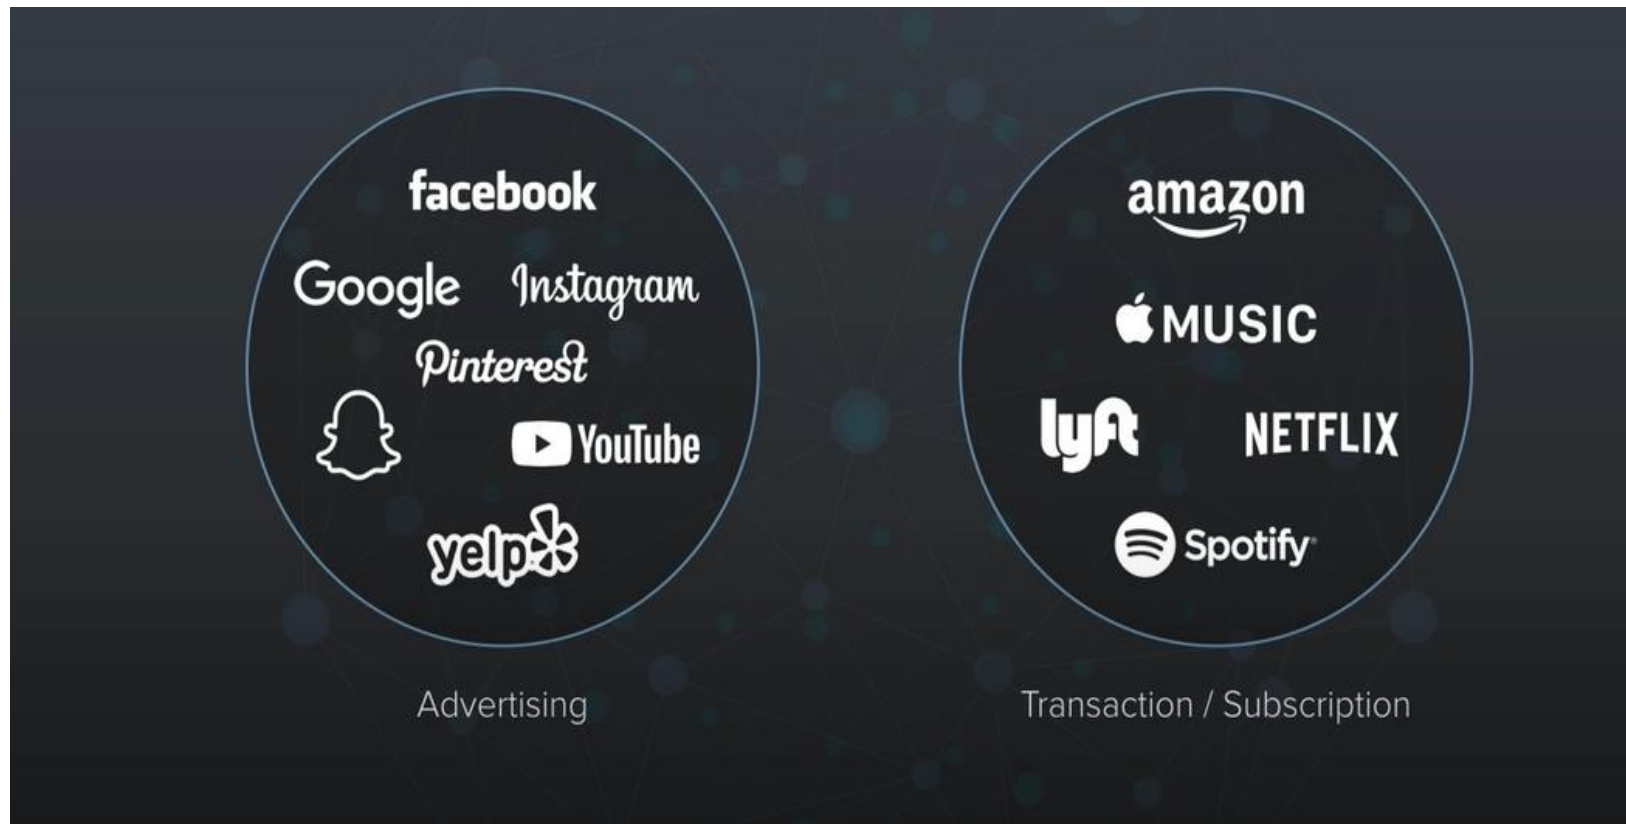 facebook
Google Instagram
Pinterest
YouTube
yelp
Advertising
amazon
MUSIC
lyft NETFLIX
Spotify
Transaction / Subscription